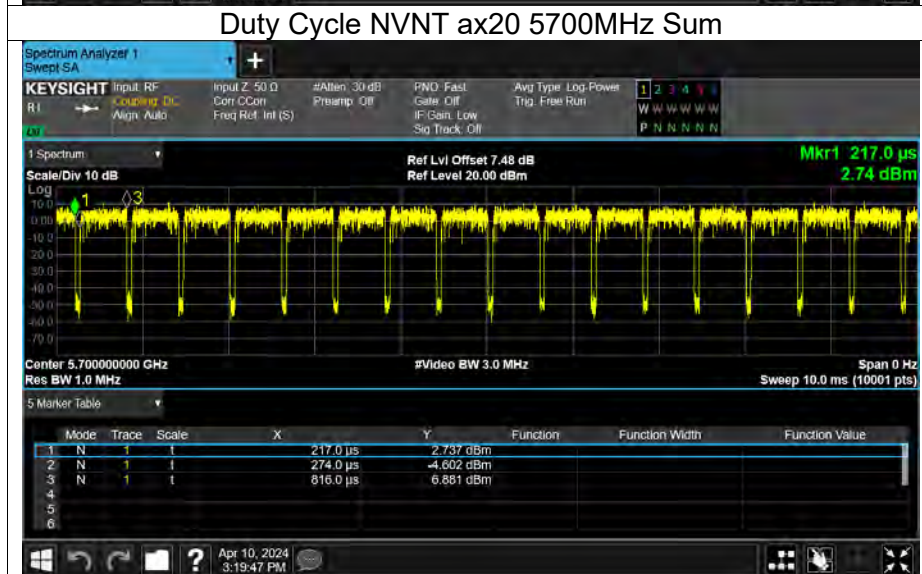 Duty Cycle NVNT ax20 5700MHz Sum
Spectrum Analyzer 1
Swept SA
+
KEYSIGHT Input: RF Input Z: 50 Ω #Atten: 30 dB PNO: Fast Avg Type: Log-Power 1 2 3 4 5 6
RL Coupling: DC Corr CCorr Preamp: Off Gate: Off Trig: Free Run W W W W W W
Align: Auto Freq Ref: Int (S) IF Gain: Low
Sig Track: Off P N N N N N
1 Spectrum Ref Lvl Offset 7.48 dB Mkr1 217.0 µs
Scale/Div 10 dB Ref Level 20.00 dBm 2.74 dBm
Log
10.0
1 3
0.00
-10.0
-20.0
-30.0
-40.0
-50.0
-60.0
-70.0
Center 5.700000000 GHz #Video BW 3.0 MHz Span 0 Hz
Res BW 1.0 MHz Sweep 10.0 ms (10001 pts)
5 Marker Table
Mode Trace Scale X Y Function Function Width Function Value
1 N 1 t 217.0 µs 2.737 dBm
2 N 1 t 274.0 µs -4.602 dBm
3 N 1 t 816.0 µs 6.881 dBm
4
5
6
? Apr 10, 2024
3:19:47 PM